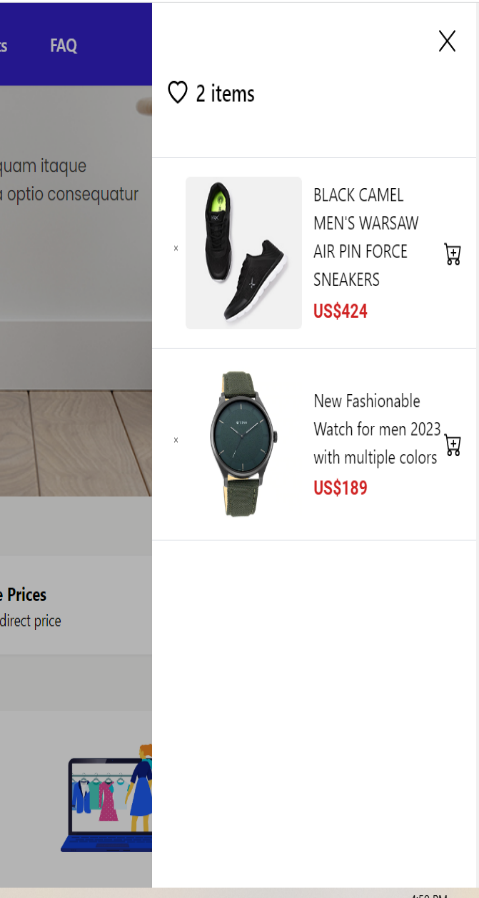 FAQ
2 items
quam itaque
optio consequatur
BLACK CAMEL
MEN'S WARSAW
AIR PIN FORCE
SNEAKERS
US$424
New Fashionable
Watch for men 2023
with multiple colors
US$189
Prices
direct price